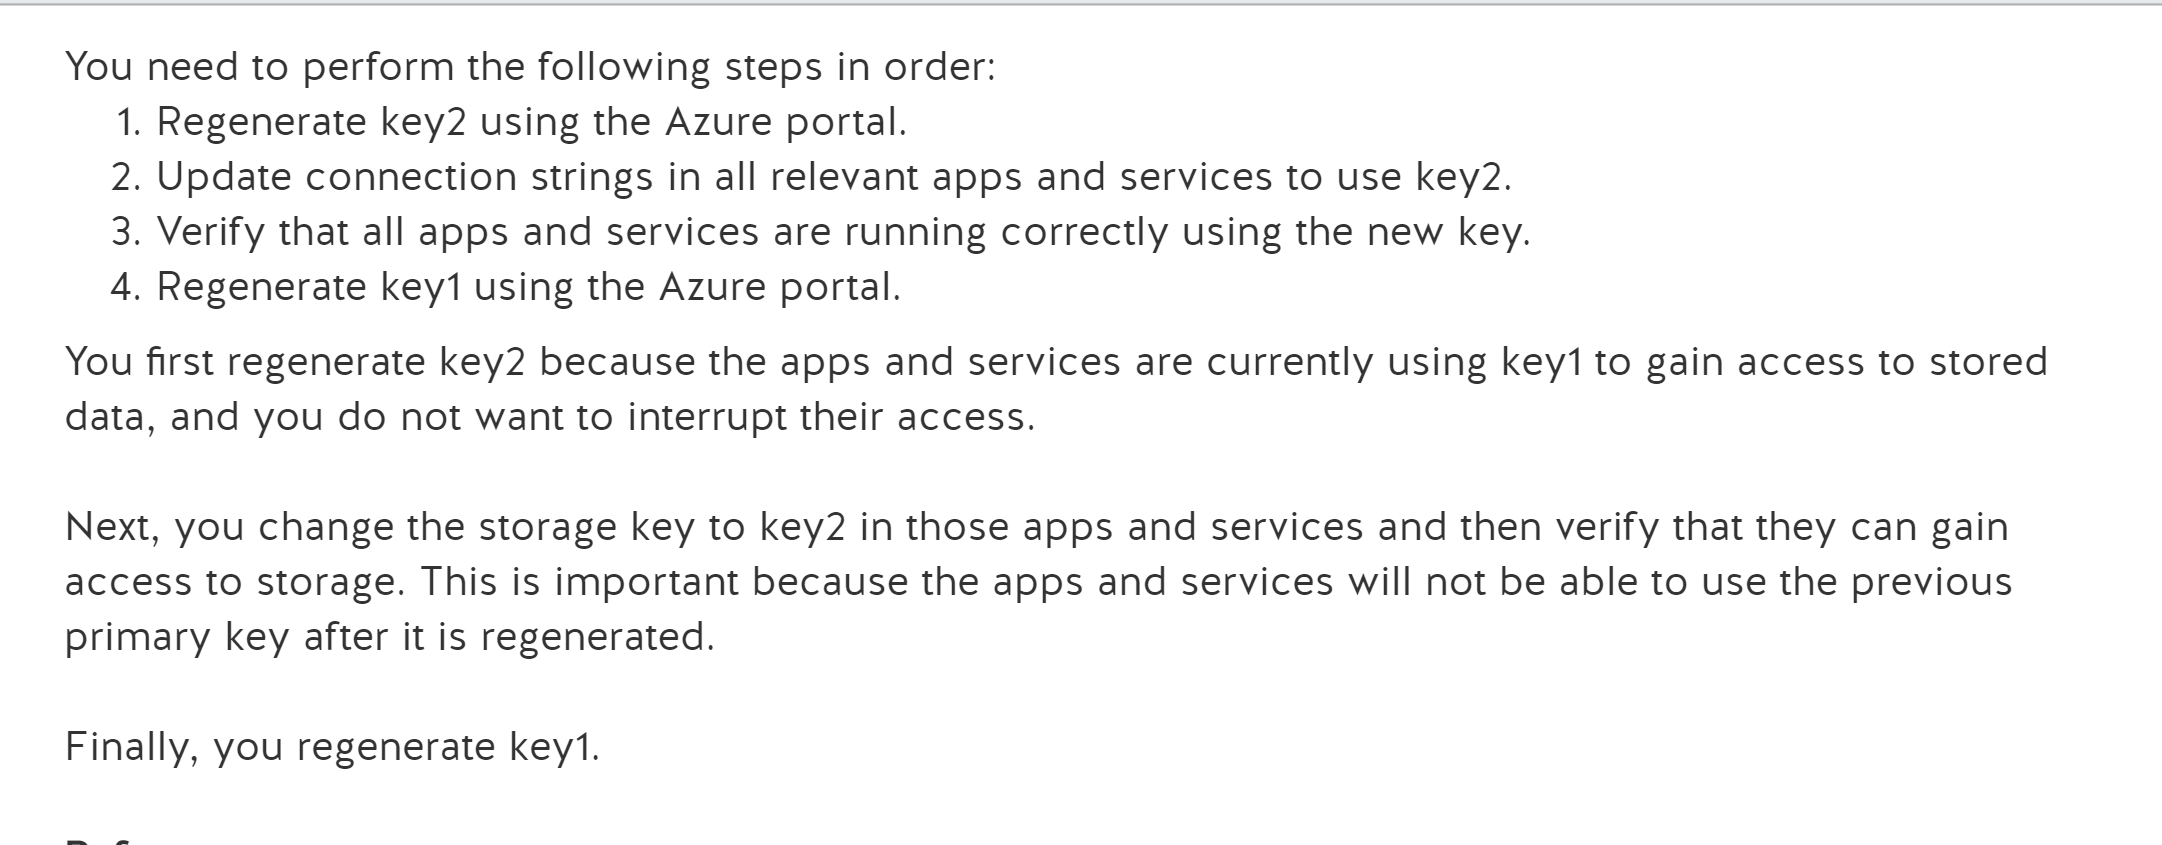 You need to perform the following steps in order:
1. Regenerate key2 using the Azure portal.
2. Update connection strings in all relevant apps and services to use key2.
3. Verify that all apps and services are running correctly using the new key.
4. Regenerate key1 using the Azure portal.
You first regenerate key2 because the apps and services are currently using key1 to gain access to stored
data, and you do not want to interrupt their access.
Next, you change the storage key to key2 in those apps and services and then verify that they can gain
access to storage. This is important because the apps and services will not be able to use the previous
primary key after it is regenerated.
Finally, you regenerate key1.